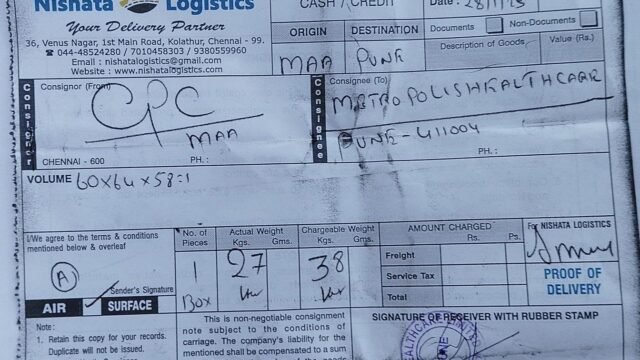 Nishata Logistics
Your Delivery Partner
36, Venus Nagar, 1st Main Road, Kolathur, Chennai - 99.
044-48524280 / 7010458303 / 9380559960
Email : nishatalogistics@gmail.com
Website : www.nishatalogistics.com
CASH / CREDIT
ORIGIN DESTINATION
MAA PUNE
Date :
Documents Non-Documents
Description of Goods Value (Rs.)
Consignor
Consignor (From)
CPC
MAA
CHENNAI - 600 PH. :
Consignee
Consignee (To)
METROPOLISHEALTHCARE
PUNE - 411004
PH. :
VOLUME 60x64x58=1
I/We agree to the terms & conditions
mentioned below & overleaf
A
Sender's Signature
AIR SURFACE
No. of Pieces Actual Weight Kgs. Gms. Chargeable Weight Kgs. Gms.
1 27 38
Box
AMOUNT CHARGED
Rs. Ps.
Freight
Service Tax
Total
For NISHATA LOGISTICS
PROOF OF
DELIVERY
Note :
1. Retain this copy for your records.
Duplicate will not be issued.
This is non-negotiable consignment
note subject to the conditions of
carriage. The company's liability for
the mentioned shall be compensated to a sum
SIGNATURE OF RECEIVER WITH RUBBER STAMP